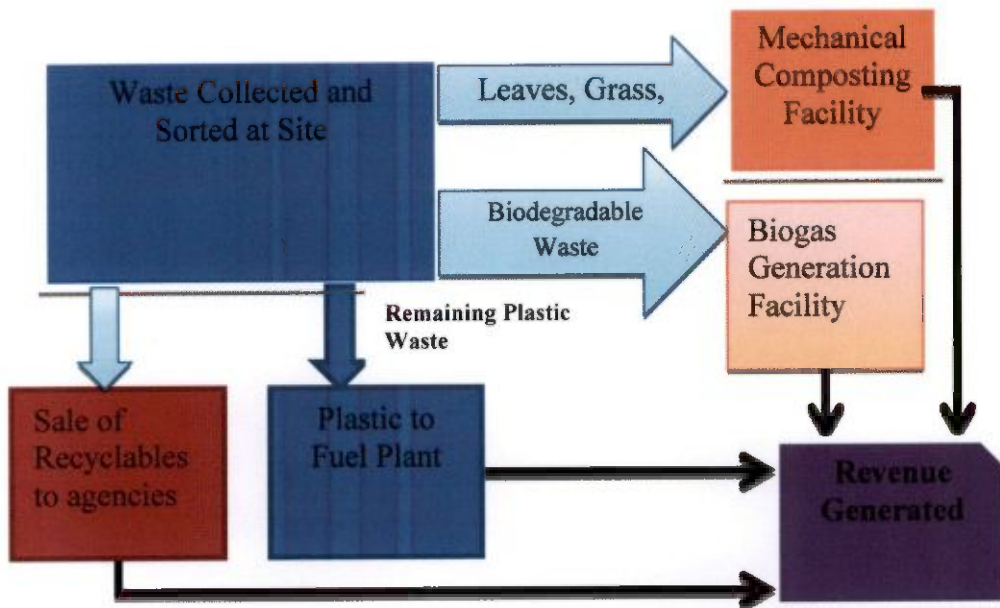 Waste Collected and
Sorted at Site
Leaves, Grass,
Mechanical
Composting
Facility
Biodegradable
Waste
Biogas
Generation
Facility
Remaining Plastic
Waste
Sale of
Recyclables
to agencies
Plastic to
Fuel Plant
Revenue
Generated